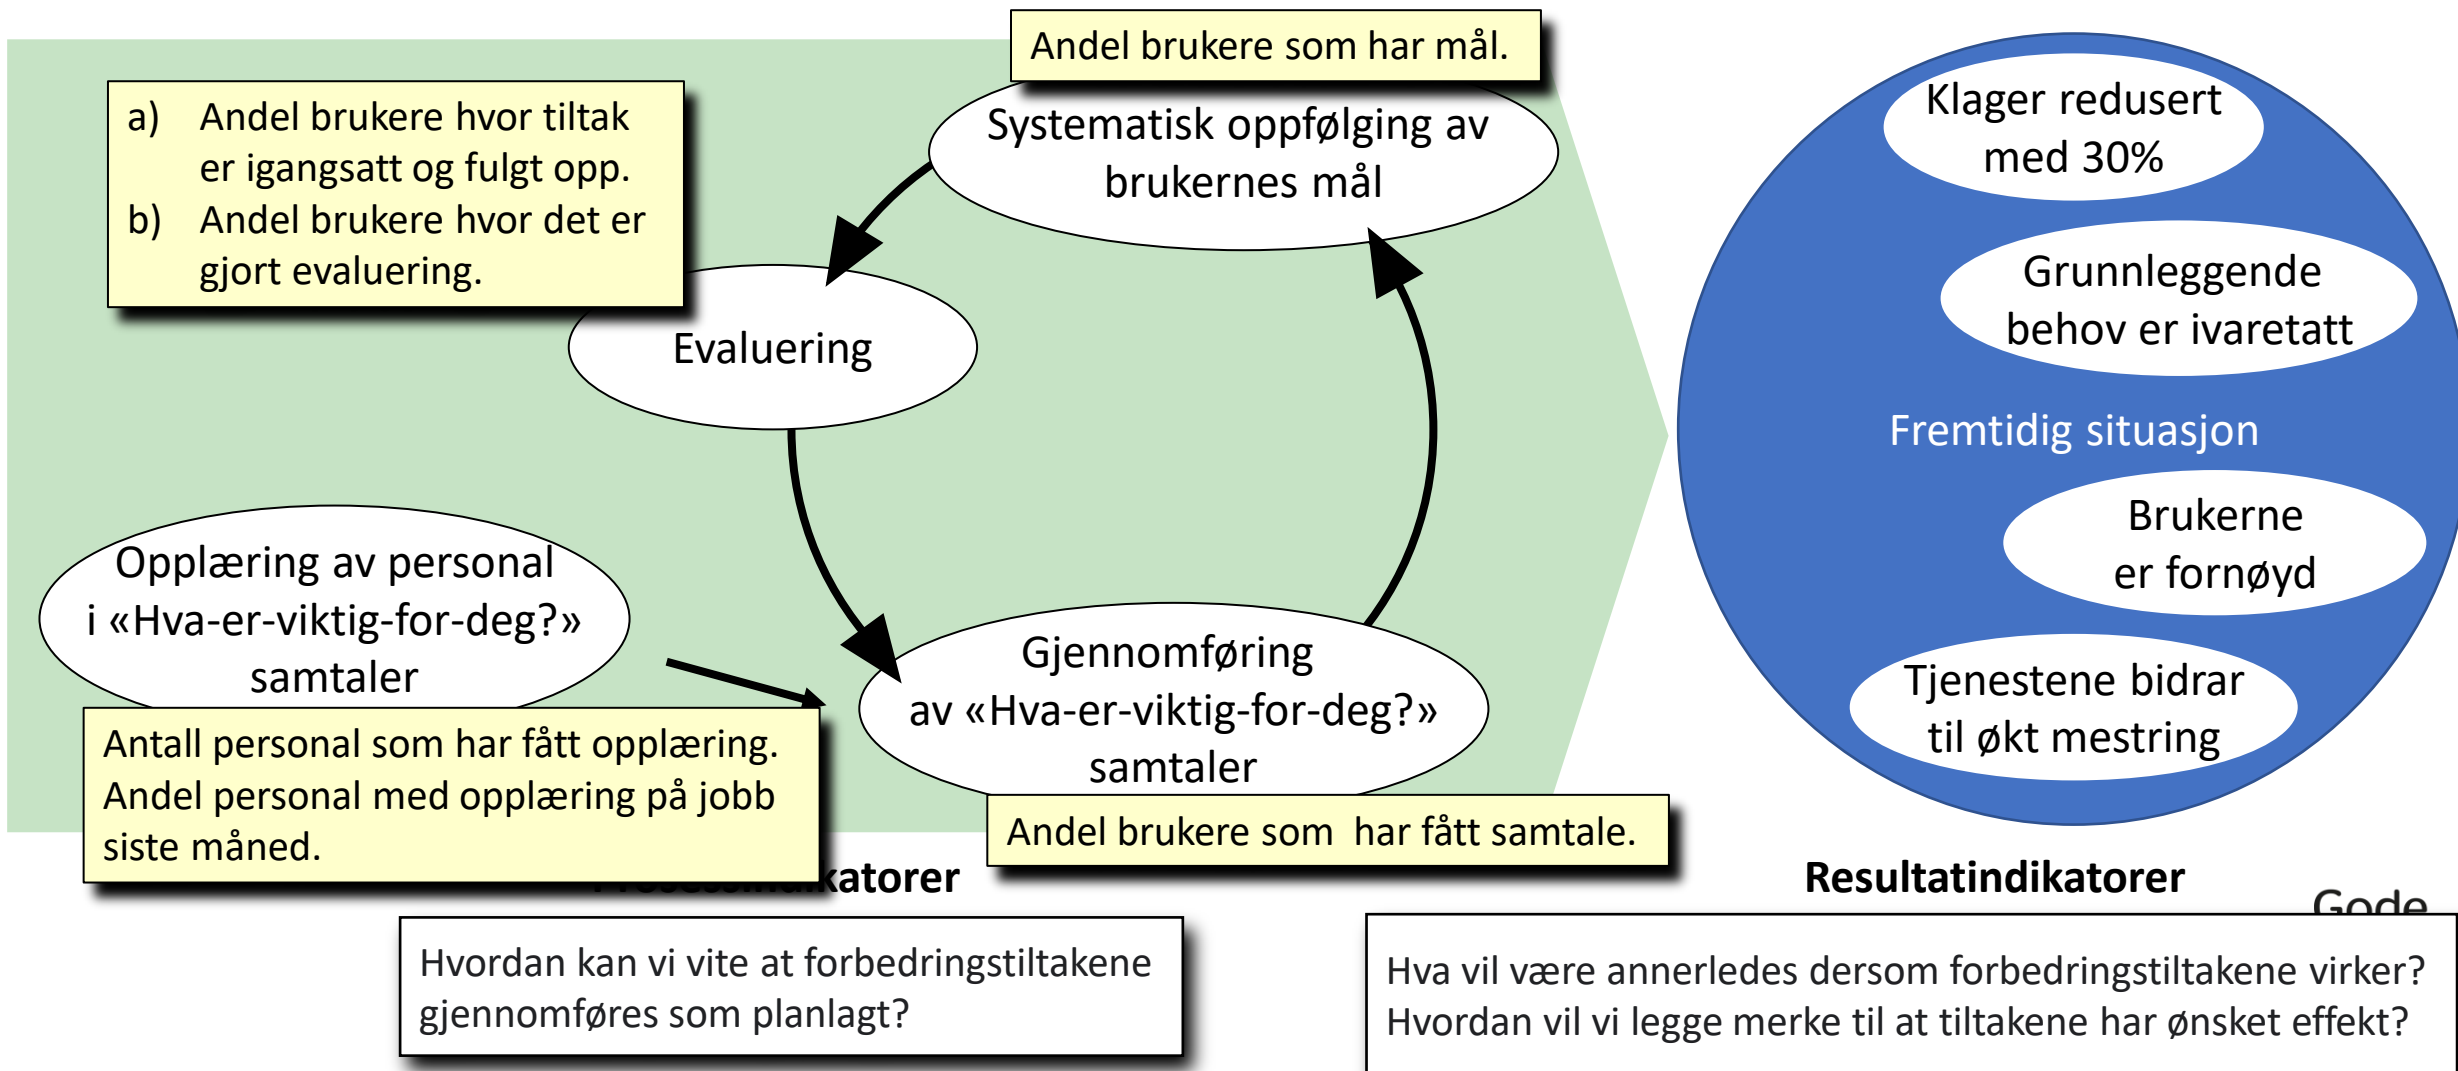 Andel brukere som har mål.
a) Andel brukere hvor tiltak
er igangsatt og fulgt opp.
b) Andel brukere hvor det er
gjort evaluering.
Systematisk oppfølging av
brukernes mål
Evaluering
Opplæring av personal
i «Hva-er-viktig-for-deg?»
samtaler
Antall personal som har fått opplæring.
Andel personal med opplæring på jobb
siste måned.
Gjennomføring
av «Hva-er-viktig-for-deg?»
samtaler
Andel brukere som  har fått samtale.
Klager redusert
med 30%
Grunnleggende
behov er ivaretatt
Fremtidig situasjon
Brukerne
er fornøyd
Tjenestene bidrar
til økt mestring
Prosessindikatorer
Resultatindikatorer
Gode
Hvordan kan vi vite at forbedringstiltakene
gjennomføres som planlagt?
Hva vil være annerledes dersom forbedringstiltakene virker?
Hvordan vil vi legge merke til at tiltakene har ønsket effekt?